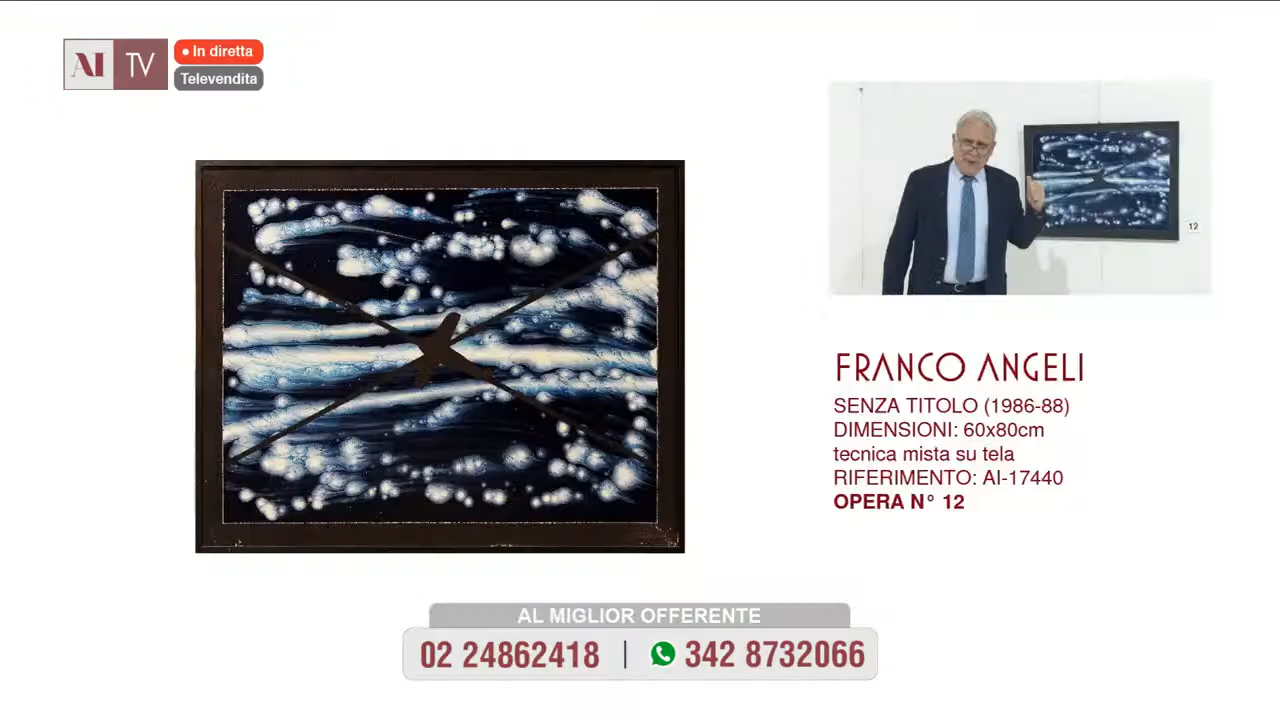 AI TV
• In diretta
Televendita
12
FRANCO ANGELI
SENZA TITOLO (1986-88)
DIMENSIONI: 60x80cm
tecnica mista su tela
RIFERIMENTO: AI-17440
OPERA N° 12
AL MIGLIOR OFFERENTE
02 24862418 | 342 8732066